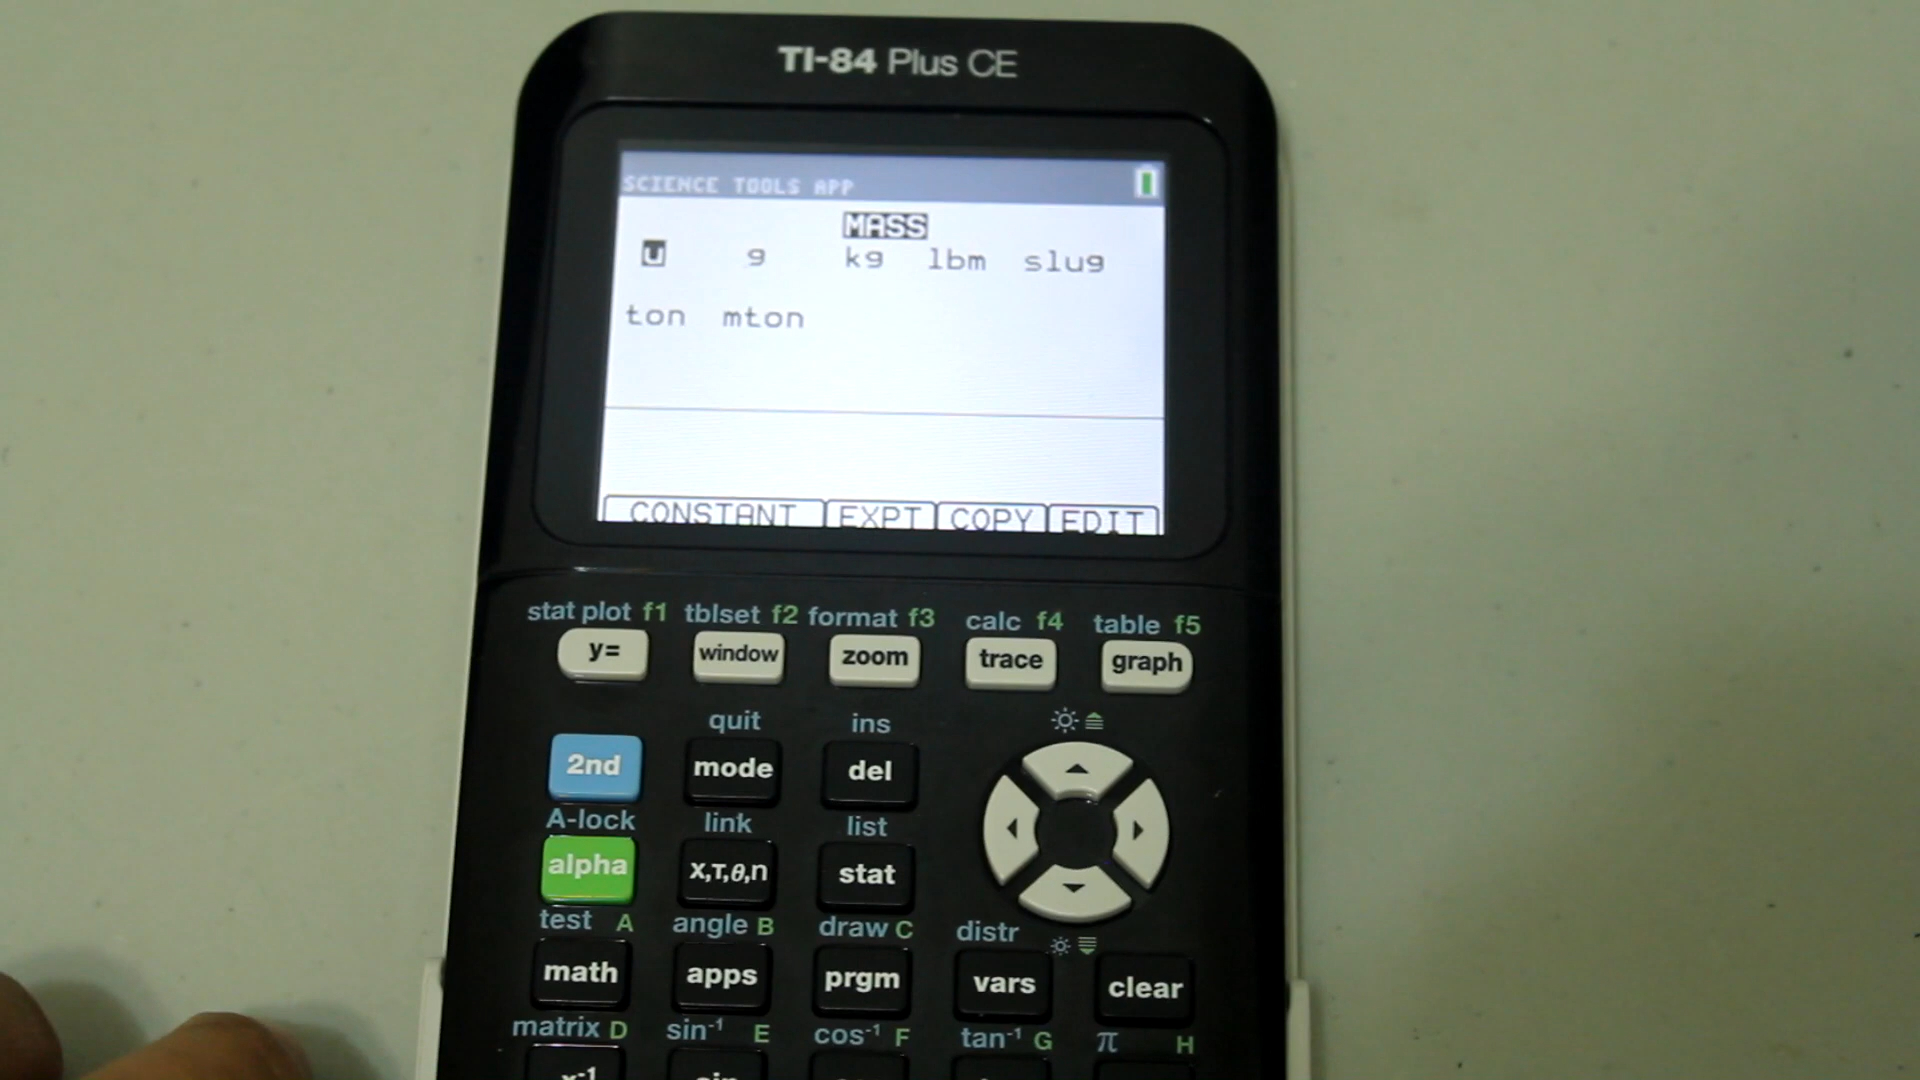 TI-84 Plus CE
SCIENCE TOOLS APP
MASS
u g kg lbm slug
ton mton
CONSTANT EXPT COPY EDIT
stat plot f1 tblset f2 format f3 calc f4 table f5
y= window zoom trace graph
quit ins
2nd mode del
A-lock link list
alpha X,T,θ,n stat
test A angle B draw C distr
math apps prgm vars clear
matrix D sin⁻¹ E cos⁻¹ F tan⁻¹ G π H
x⁻¹ sin